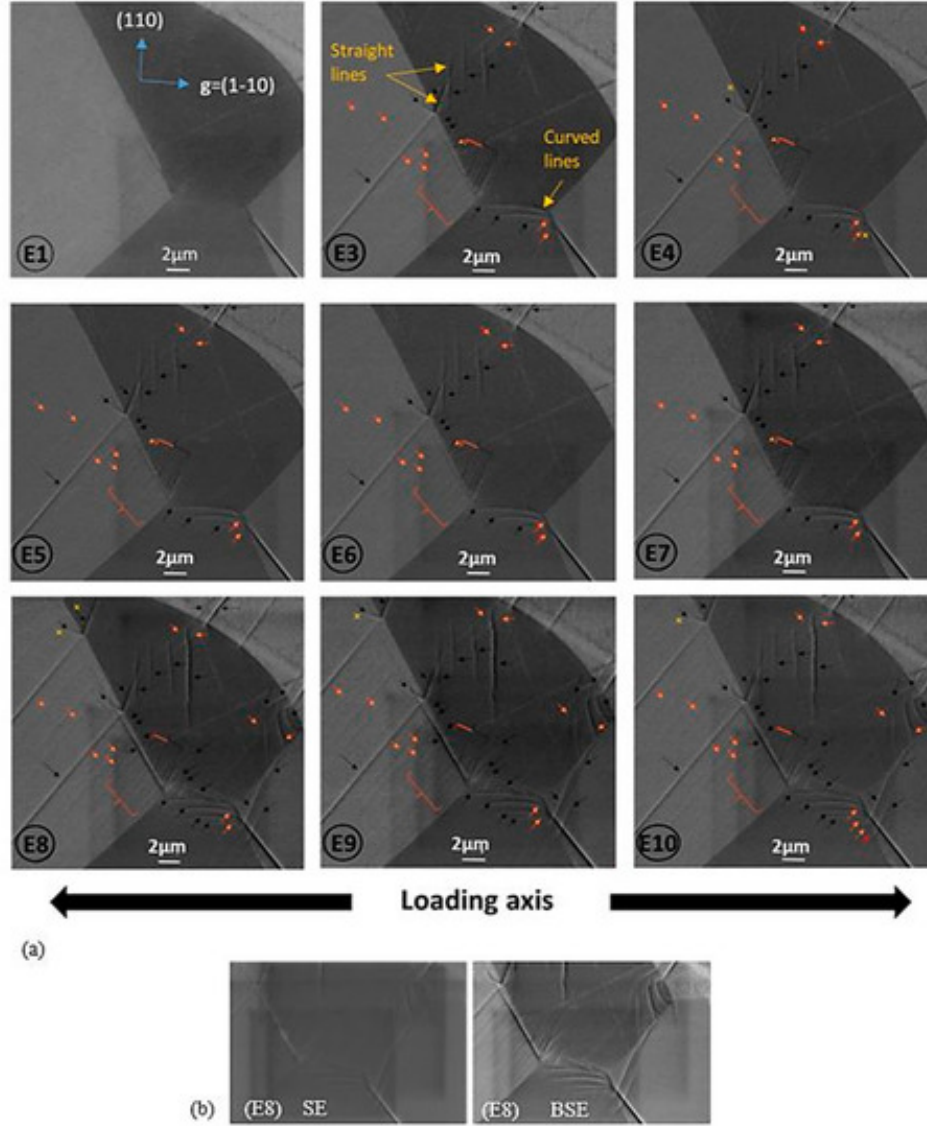 (110)
g=(1-10)
E1
2μm
Straight
lines
Curved
lines
E3
2μm
E4
2μm
E5
2μm
E6
2μm
E7
2μm
E8
2μm
E9
2μm
E10
2μm
Loading axis
(a)
(b)
(E8) SE
(E8) BSE